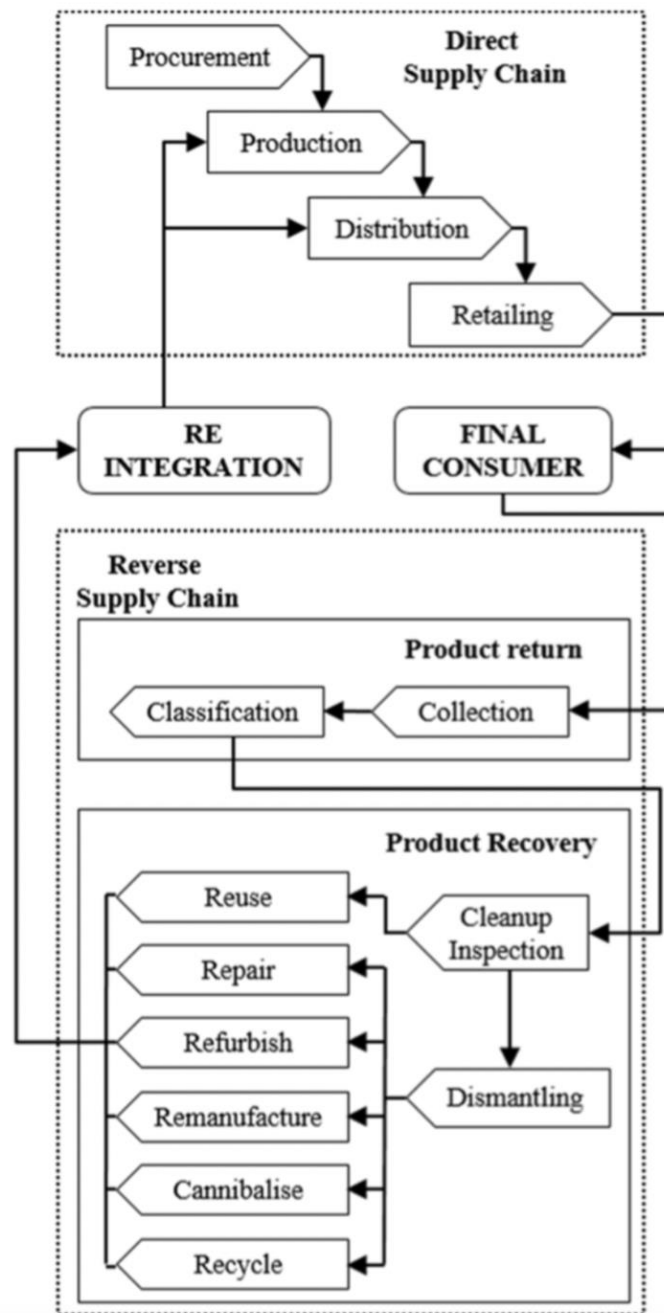 Direct
Supply Chain
Procurement
Production
Distribution
Retailing
RE
INTEGRATION
FINAL
CONSUMER
Reverse
Supply Chain
Product return
Classification
Collection
Product Recovery
Reuse
Cleanup
Inspection
Repair
Refurbish
Dismantling
Remanufacture
Cannibalise
Recycle